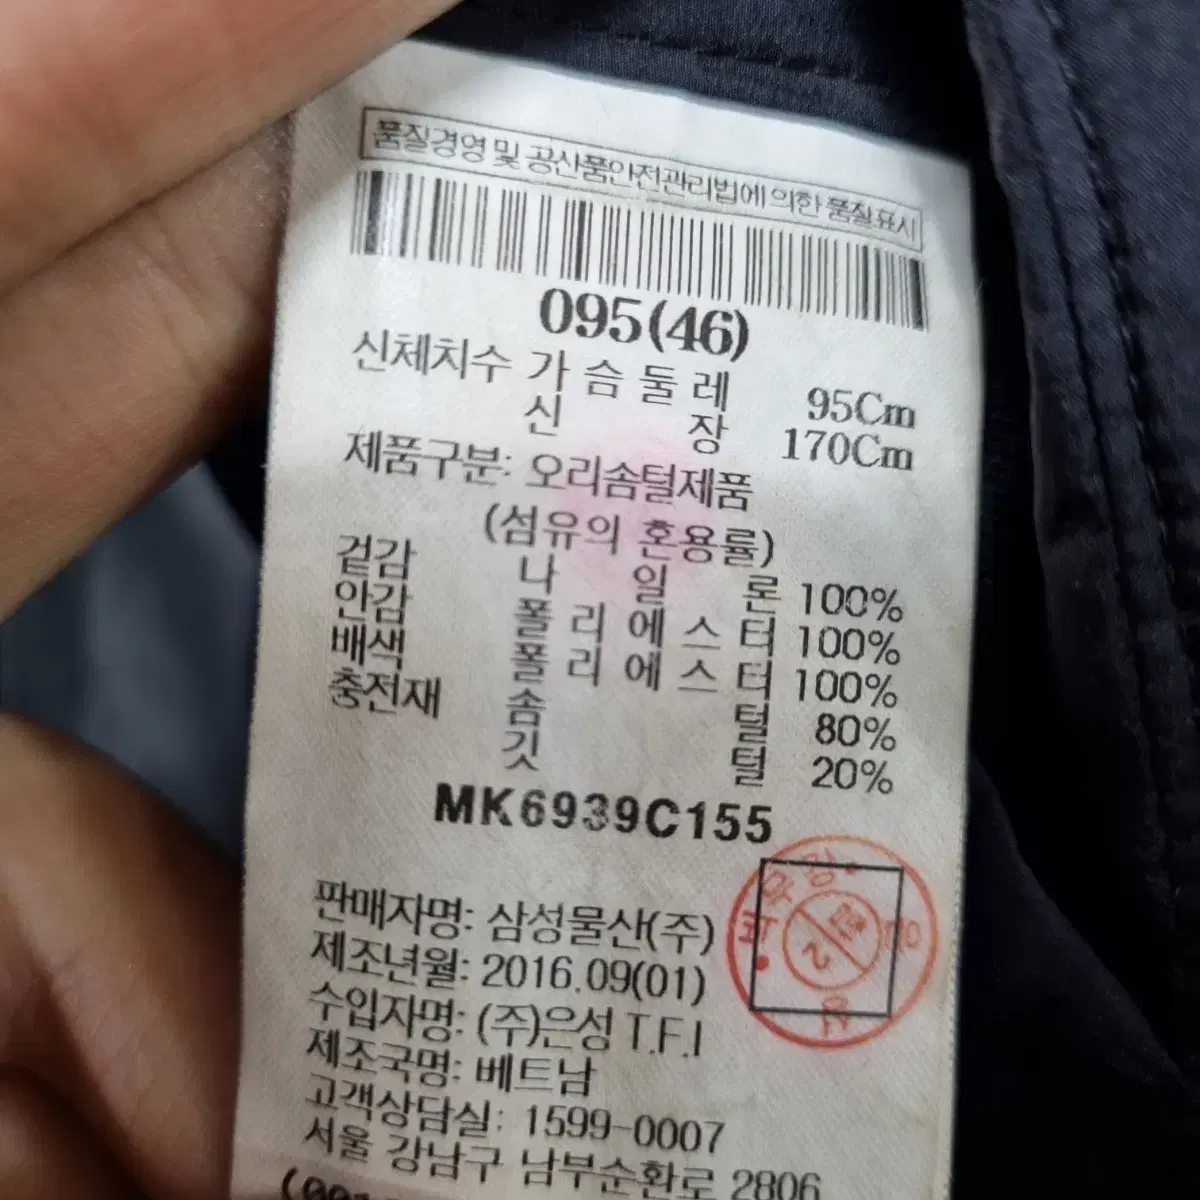 품질경영 및 공산품안전관리법에 의한 품질표시
095(46)
신체치수 가슴둘레 95Cm
신장 170Cm
제품구분: 오리솜털제품
(섬유의 혼용률)
겉감 나일론 100%
안감 폴리에스터 100%
배색 폴리에스터 100%
충전재 솜털 80%
깃털 20%
MK6939C155
판매자명: 삼성물산(주)
제조년월: 2016.09(01)
수입자명: (주)은성 T.F.I
제조국명: 베트남
고객상담실: 1599-0007
서울 강남구 남부순환로 2806